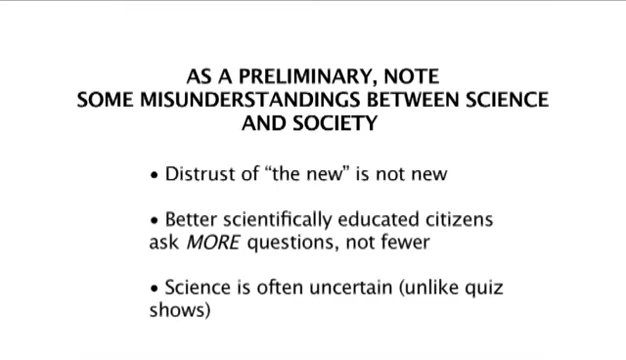 AS A PRELIMINARY, NOTE
SOME MISUNDERSTANDINGS BETWEEN SCIENCE
AND SOCIETY
• Distrust of “the new” is not new
• Better scientifically educated citizens
ask MORE questions, not fewer
• Science is often uncertain (unlike quiz
shows)